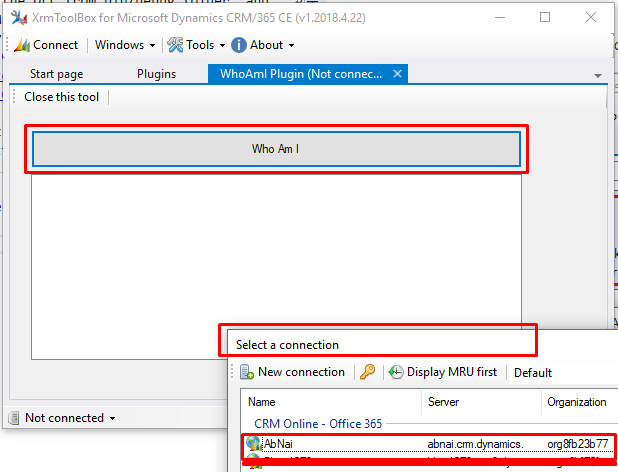 XrmToolBox for Microsoft Dynamics CRM/365 CE (v1.2018.4.22)
Connect Windows Tools About
Start page Plugins WhoAmI Plugin (Not connec...
Close this tool
Who Am I
Select a connection
New connection Display MRU first Default
Name Server Organization
CRM Online - Office 365
AbNai abnai.crm.dynamics. org8fb23b77
Not connected